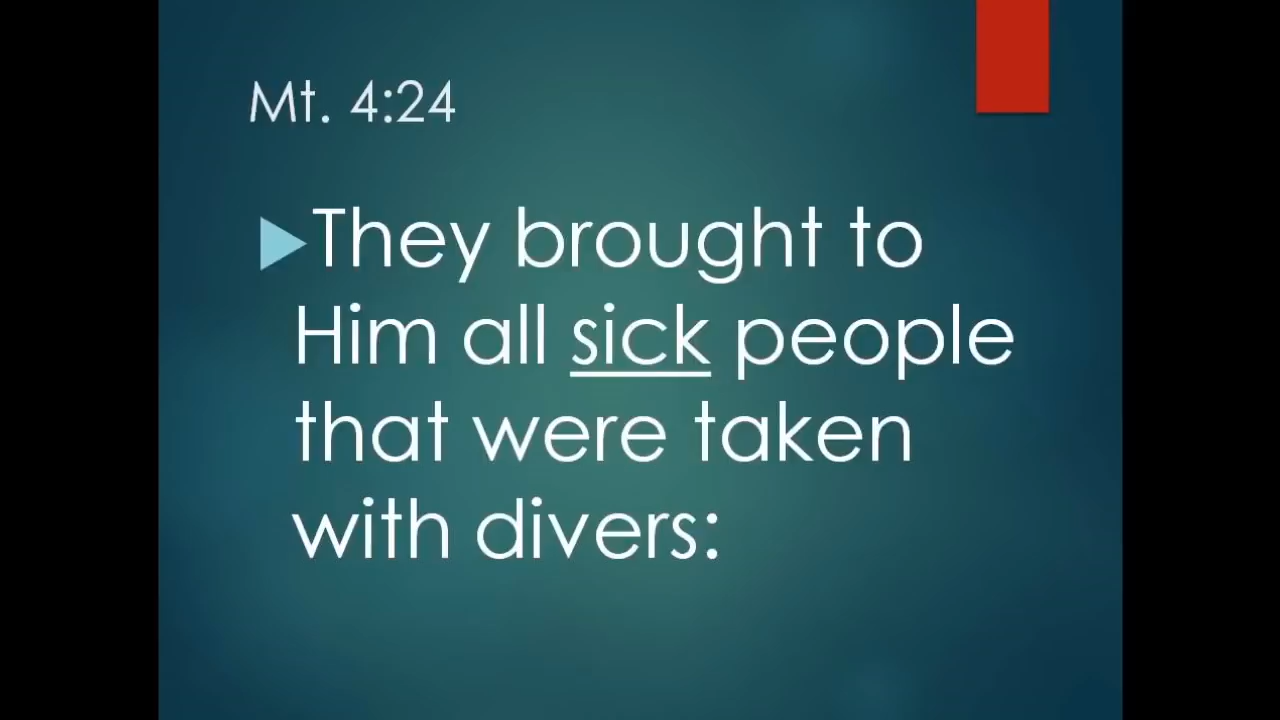 Mt. 4:24
They brought to
Him all sick people
that were taken
with divers: